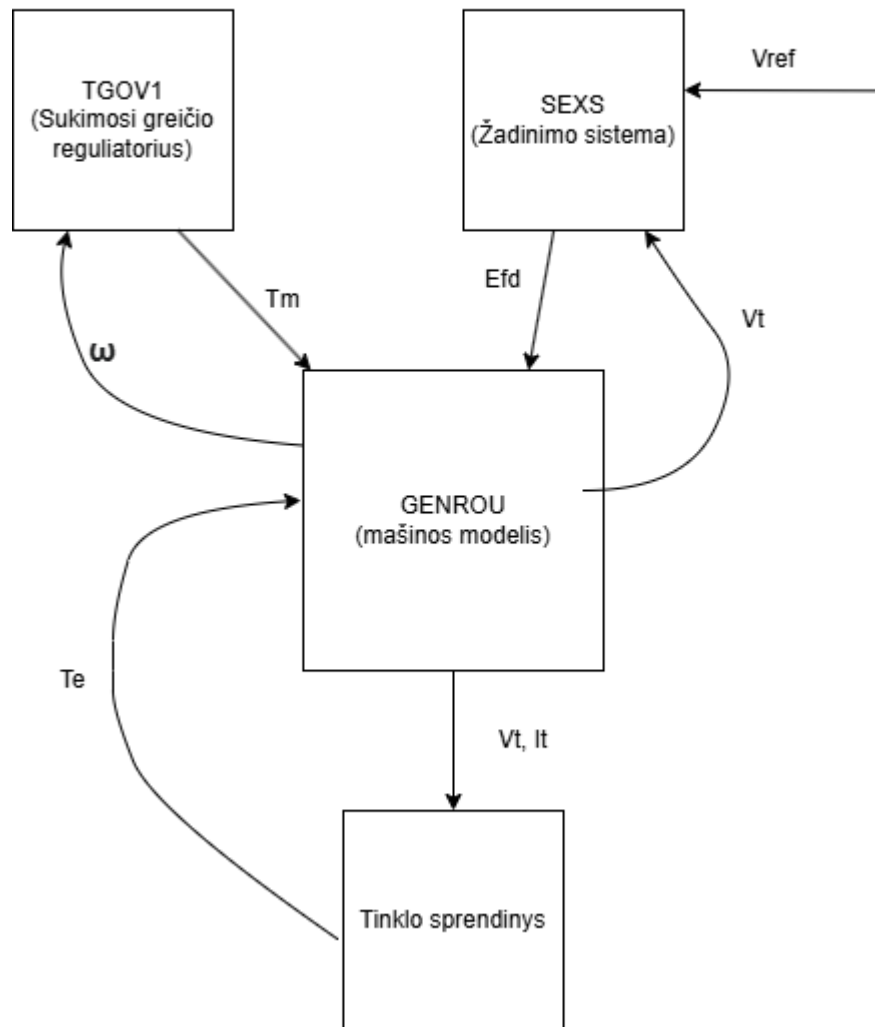 TGOV1
(Sukimosi greičio
reguliatorius)
SEXS
(Žadinimo sistema)
Vref
Tm
Efd
Vt
ω
GENROU
(mašinos modelis)
Te
Vt, It
Tinklo sprendinys